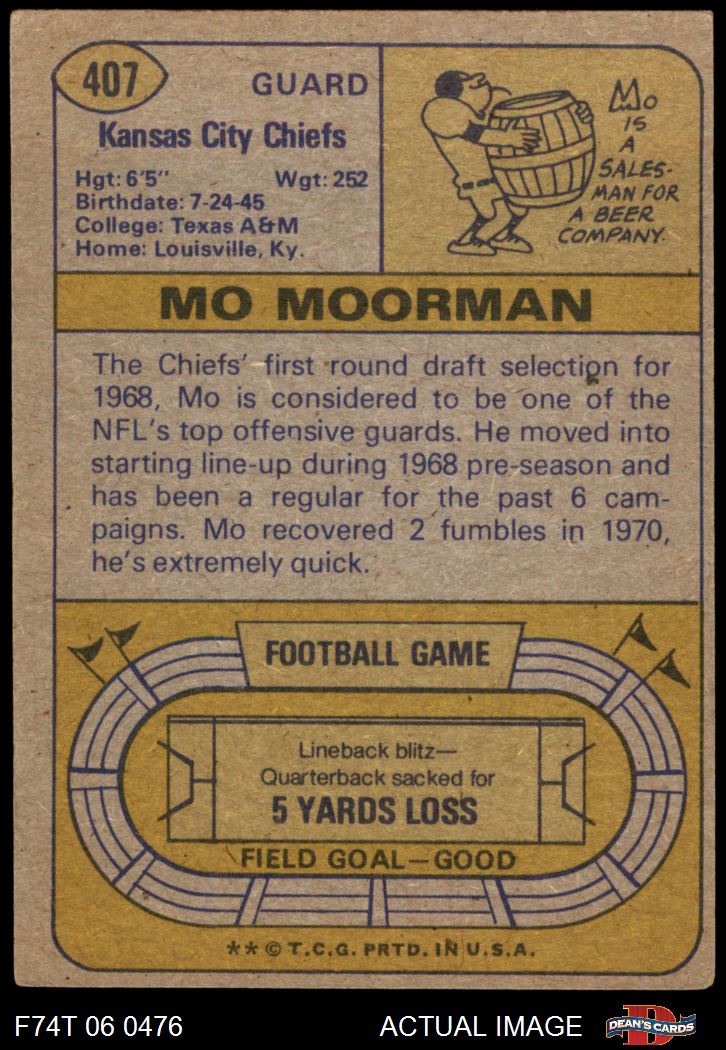 407
GUARD
Kansas City Chiefs
Hgt: 6'5" Wgt: 252
Birthdate: 7-24-45
College: Texas A&M
Home: Louisville, Ky.
Mo
IS
A
SALES-
MAN FOR
A BEER
COMPANY.
MO MOORMAN
The Chiefs' first round draft selection for
1968, Mo is considered to be one of the
NFL's top offensive guards. He moved into
starting line-up during 1968 pre-season and
has been a regular for the past 6 cam-
paigns. Mo recovered 2 fumbles in 1970,
he's extremely quick.
FOOTBALL GAME
Lineback blitz—
Quarterback sacked for
5 YARDS LOSS
FIELD GOAL—GOOD
** © T.C.G. PRTD. IN U.S.A.
F74T 06 0476 ACTUAL IMAGE DEAN'S CARDS